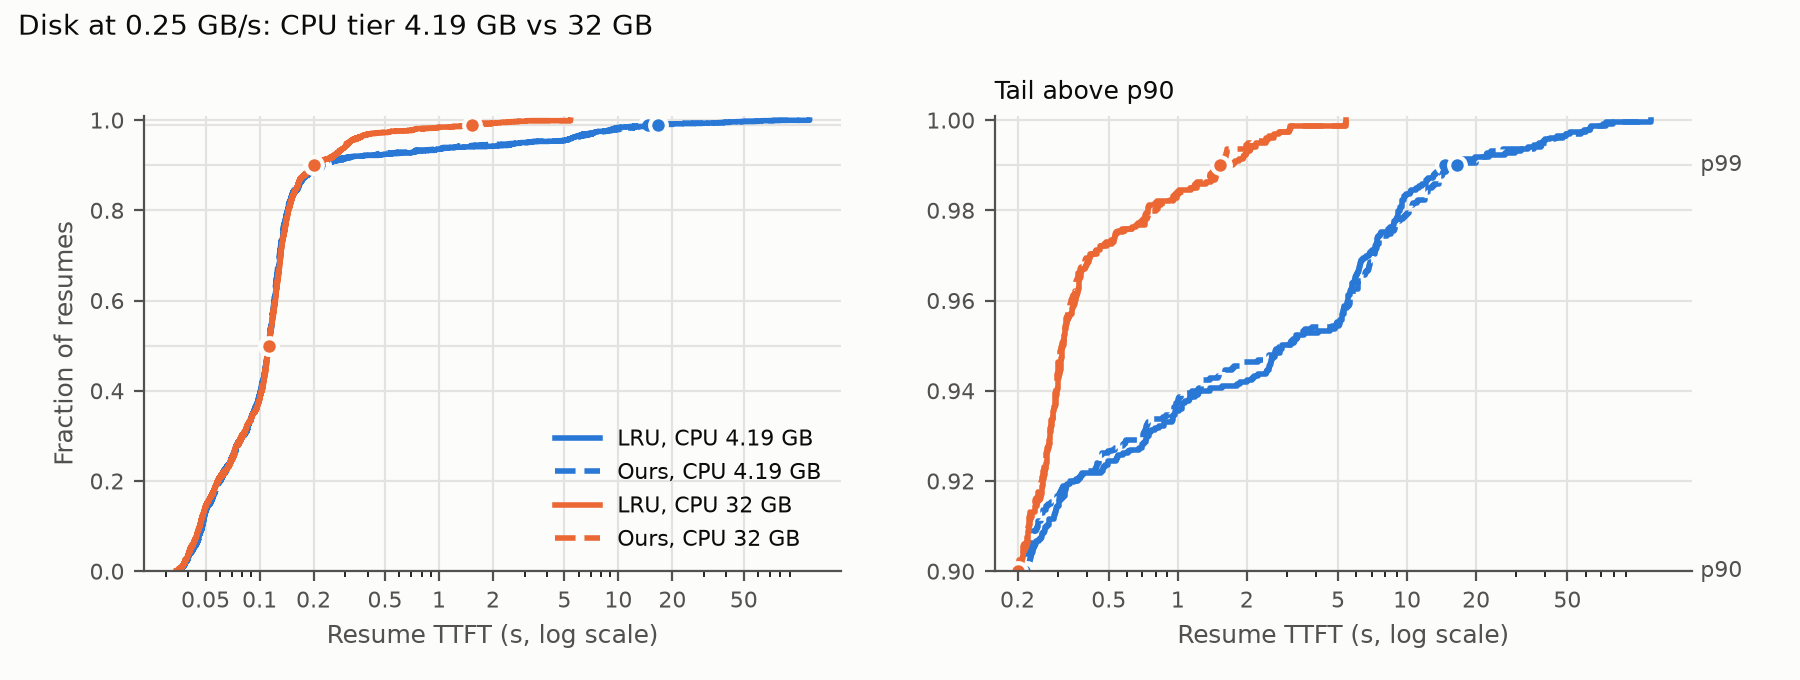 Disk at 0.25 GB/s: CPU tier 4.19 GB vs 32 GB
Fraction of resumes
1.0
0.8
0.6
0.4
0.2
0.0
LRU, CPU 4.19 GB
Ours, CPU 4.19 GB
LRU, CPU 32 GB
Ours, CPU 32 GB
0.05 0.1 0.2 0.5 1 2 5 10 20 50
Resume TTFT (s, log scale)
Tail above p90
1.00
0.98
0.96
0.94
0.92
0.90
p99
p90
0.2 0.5 1 2 5 10 20 50
Resume TTFT (s, log scale)